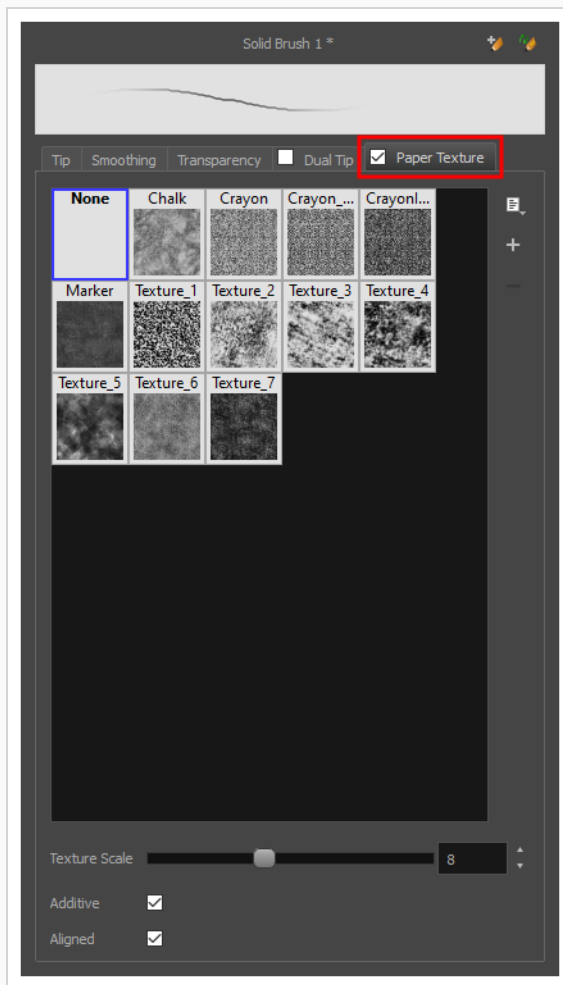 Solid Brush 1 *
Tip Smoothing Transparency Dual Tip Paper Texture
None Chalk Crayon Crayon_... Crayonl...
Marker Texture_1 Texture_2 Texture_3 Texture_4
Texture_5 Texture_6 Texture_7
Texture Scale 8
Additive
Aligned